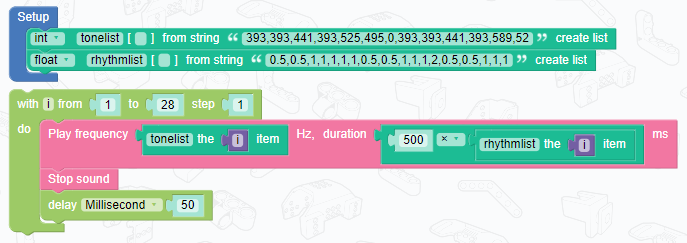 Setup
int tonelist [ ] from string “ 393,393,441,393,525,495,0,393,393,441,393,589,52 ” create list
float rhythmlist [ ] from string “ 0.5,0.5,1,1,1,1,1,0.5,0.5,1,1,1,2,0.5,0.5,1,1,1 ” create list
with i from 1 to 28 step 1
do Play frequency tonelist the i item Hz, duration 500 × rhythmlist the i item ms
Stop sound
delay Millisecond 50